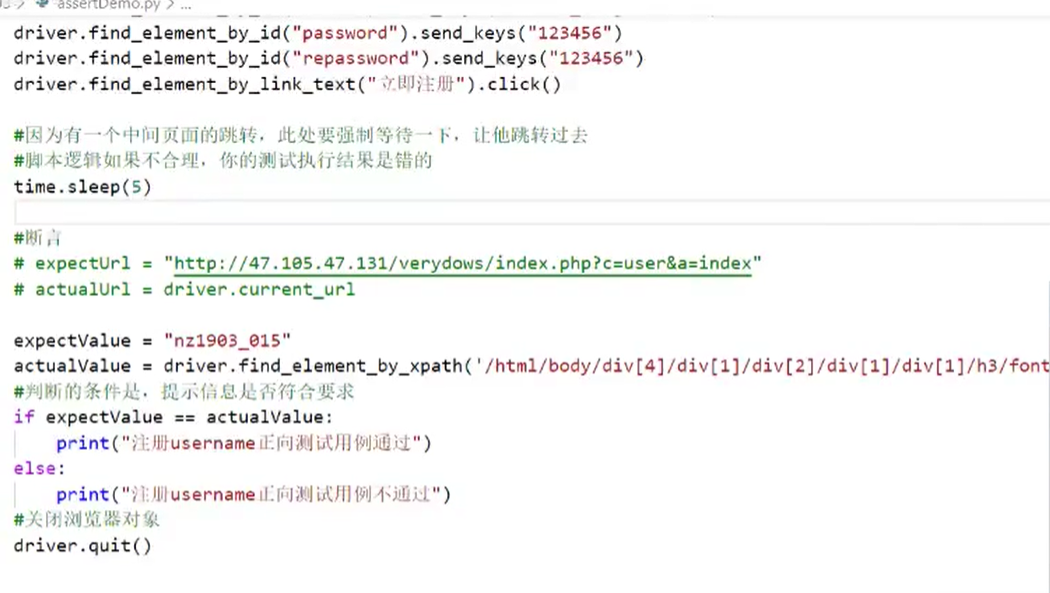 assertDemo.py > ...
driver.find_element_by_id("password").send_keys("123456")
driver.find_element_by_id("repassword").send_keys("123456")
driver.find_element_by_link_text("立即注册").click()
#因为有一个中间页面的跳转，此处要强制等待一下，让他跳转过去
#脚本逻辑如果不合理，你的测试执行结果是错的
time.sleep(5)
#断言
# expectUrl = "http://47.105.47.131/verydows/index.php?c=user&a=index"
# actualUrl = driver.current_url
expectValue = "nz1903_015"
actualValue = driver.find_element_by_xpath('/html/body/div[4]/div[1]/div[2]/div[1]/div[1]/h3/font
#判断的条件是，提示信息是否符合要求
if expectValue == actualValue:
print("注册username正向测试用例通过")
else:
print("注册username正向测试用例不通过")
#关闭浏览器对象
driver.quit()